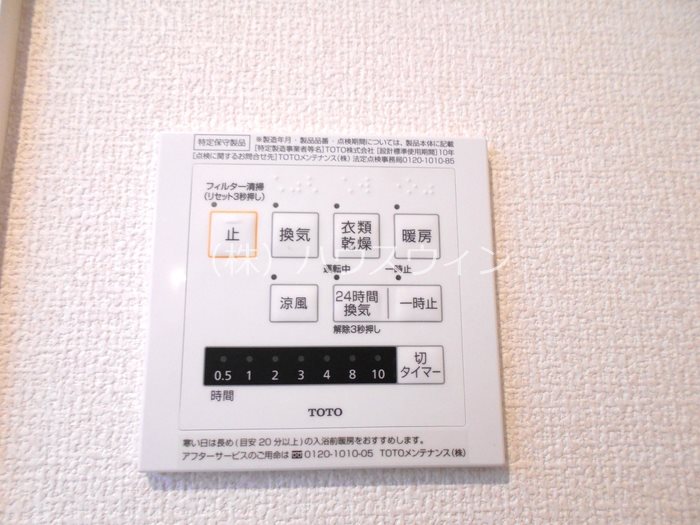 特定保守製品
※製造年月・製品品番・点検期間については、製品本体に記載
[特定製造事業者等名]TOTO株式会社 [設計標準使用期間]10年
[点検に関するお問合せ先]TOTOメンテナンス(株) 法定点検事務局0120-1010-85
フィルター清掃
(リセット3秒押し)
止
換気
衣類
乾燥
暖房
(株)ハウスウィン
運転中
一時止
涼風
24時間
換気
一時止
解除3秒押し
0.5 1 2 3 4 8 10
切
タイマー
時間
TOTO
寒い日は長め(目安20分以上)の入浴前暖房をおすすめします。
アフターサービスのご用命は 0120-1010-05 TOTOメンテナンス(株)